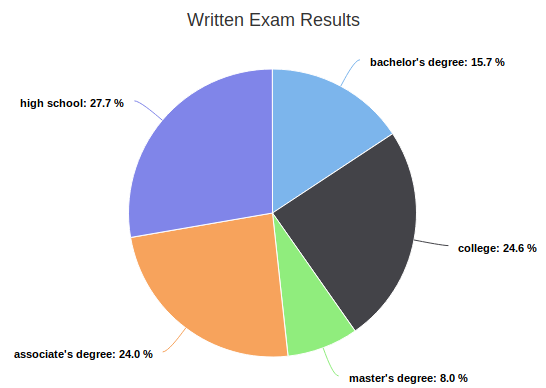 Written Exam Results
bachelor's degree: 15.7 %
high school: 27.7 %
college: 24.6 %
associate's degree: 24.0 %
master's degree: 8.0 %